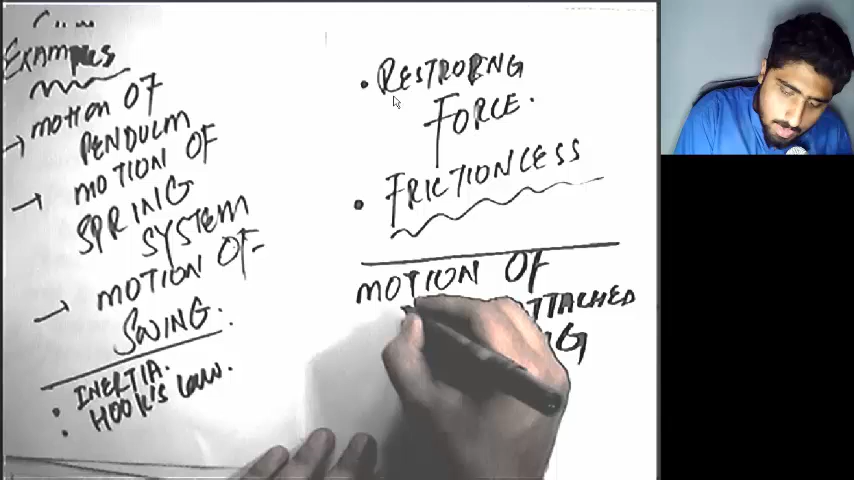 EXAMPLES
→ MOTION OF
PENDULM
→ MOTION OF
SPRING
SYSTEM
→ MOTION OF
SWING.
• INERTIA.
• HOOK'S LAW.
• RESTORING
FORCE.
• FRICTIONLESS
MOTION OF
ATTACHED